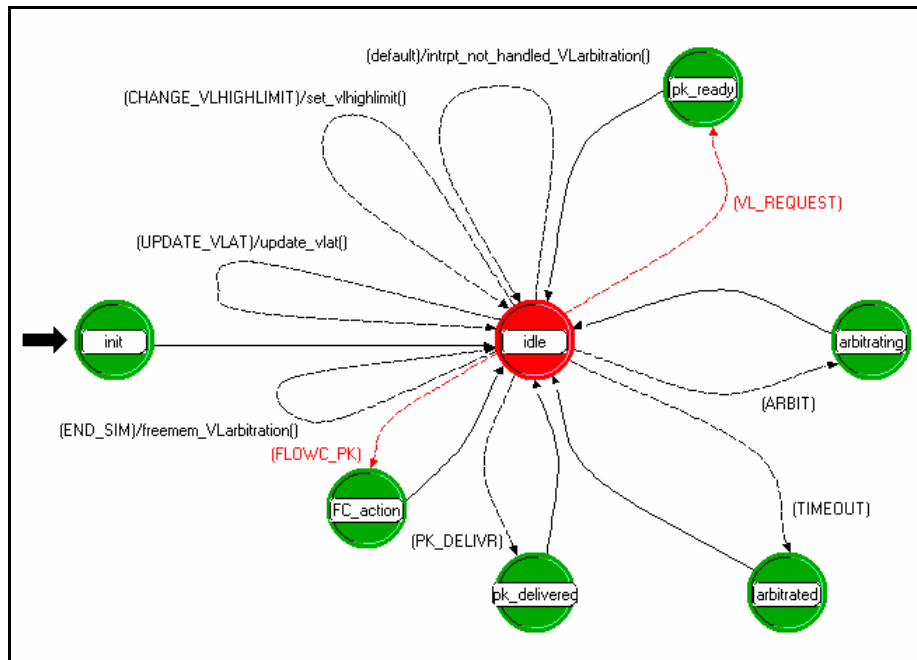 (default)/intrpt_not_handled_VLarbitration()
pk_ready
(CHANGE_VLHIGHLIMIT)/set_vlhighlimit()
(VL_REQUEST)
(UPDATE_VLAT)/update_vlat()
init
idle
arbitrating
(ARBIT)
(END_SIM)/freemem_VLarbitration()
(FLOWC_PK)
FC_action
(TIMEOUT)
(PK_DELIVR)
pk_delivered
arbitrated